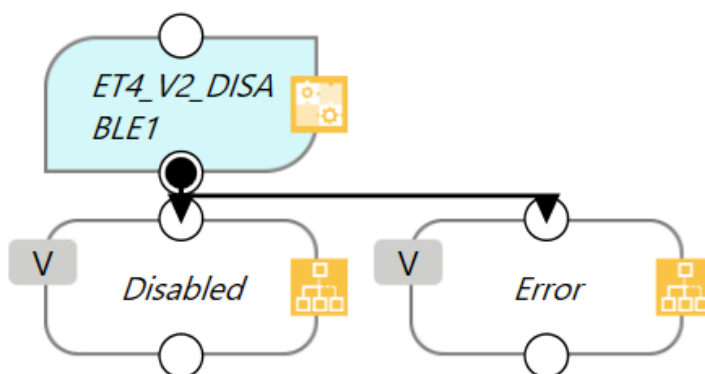 ET4_V2_DISA
BLE1
V
Disabled
V
Error